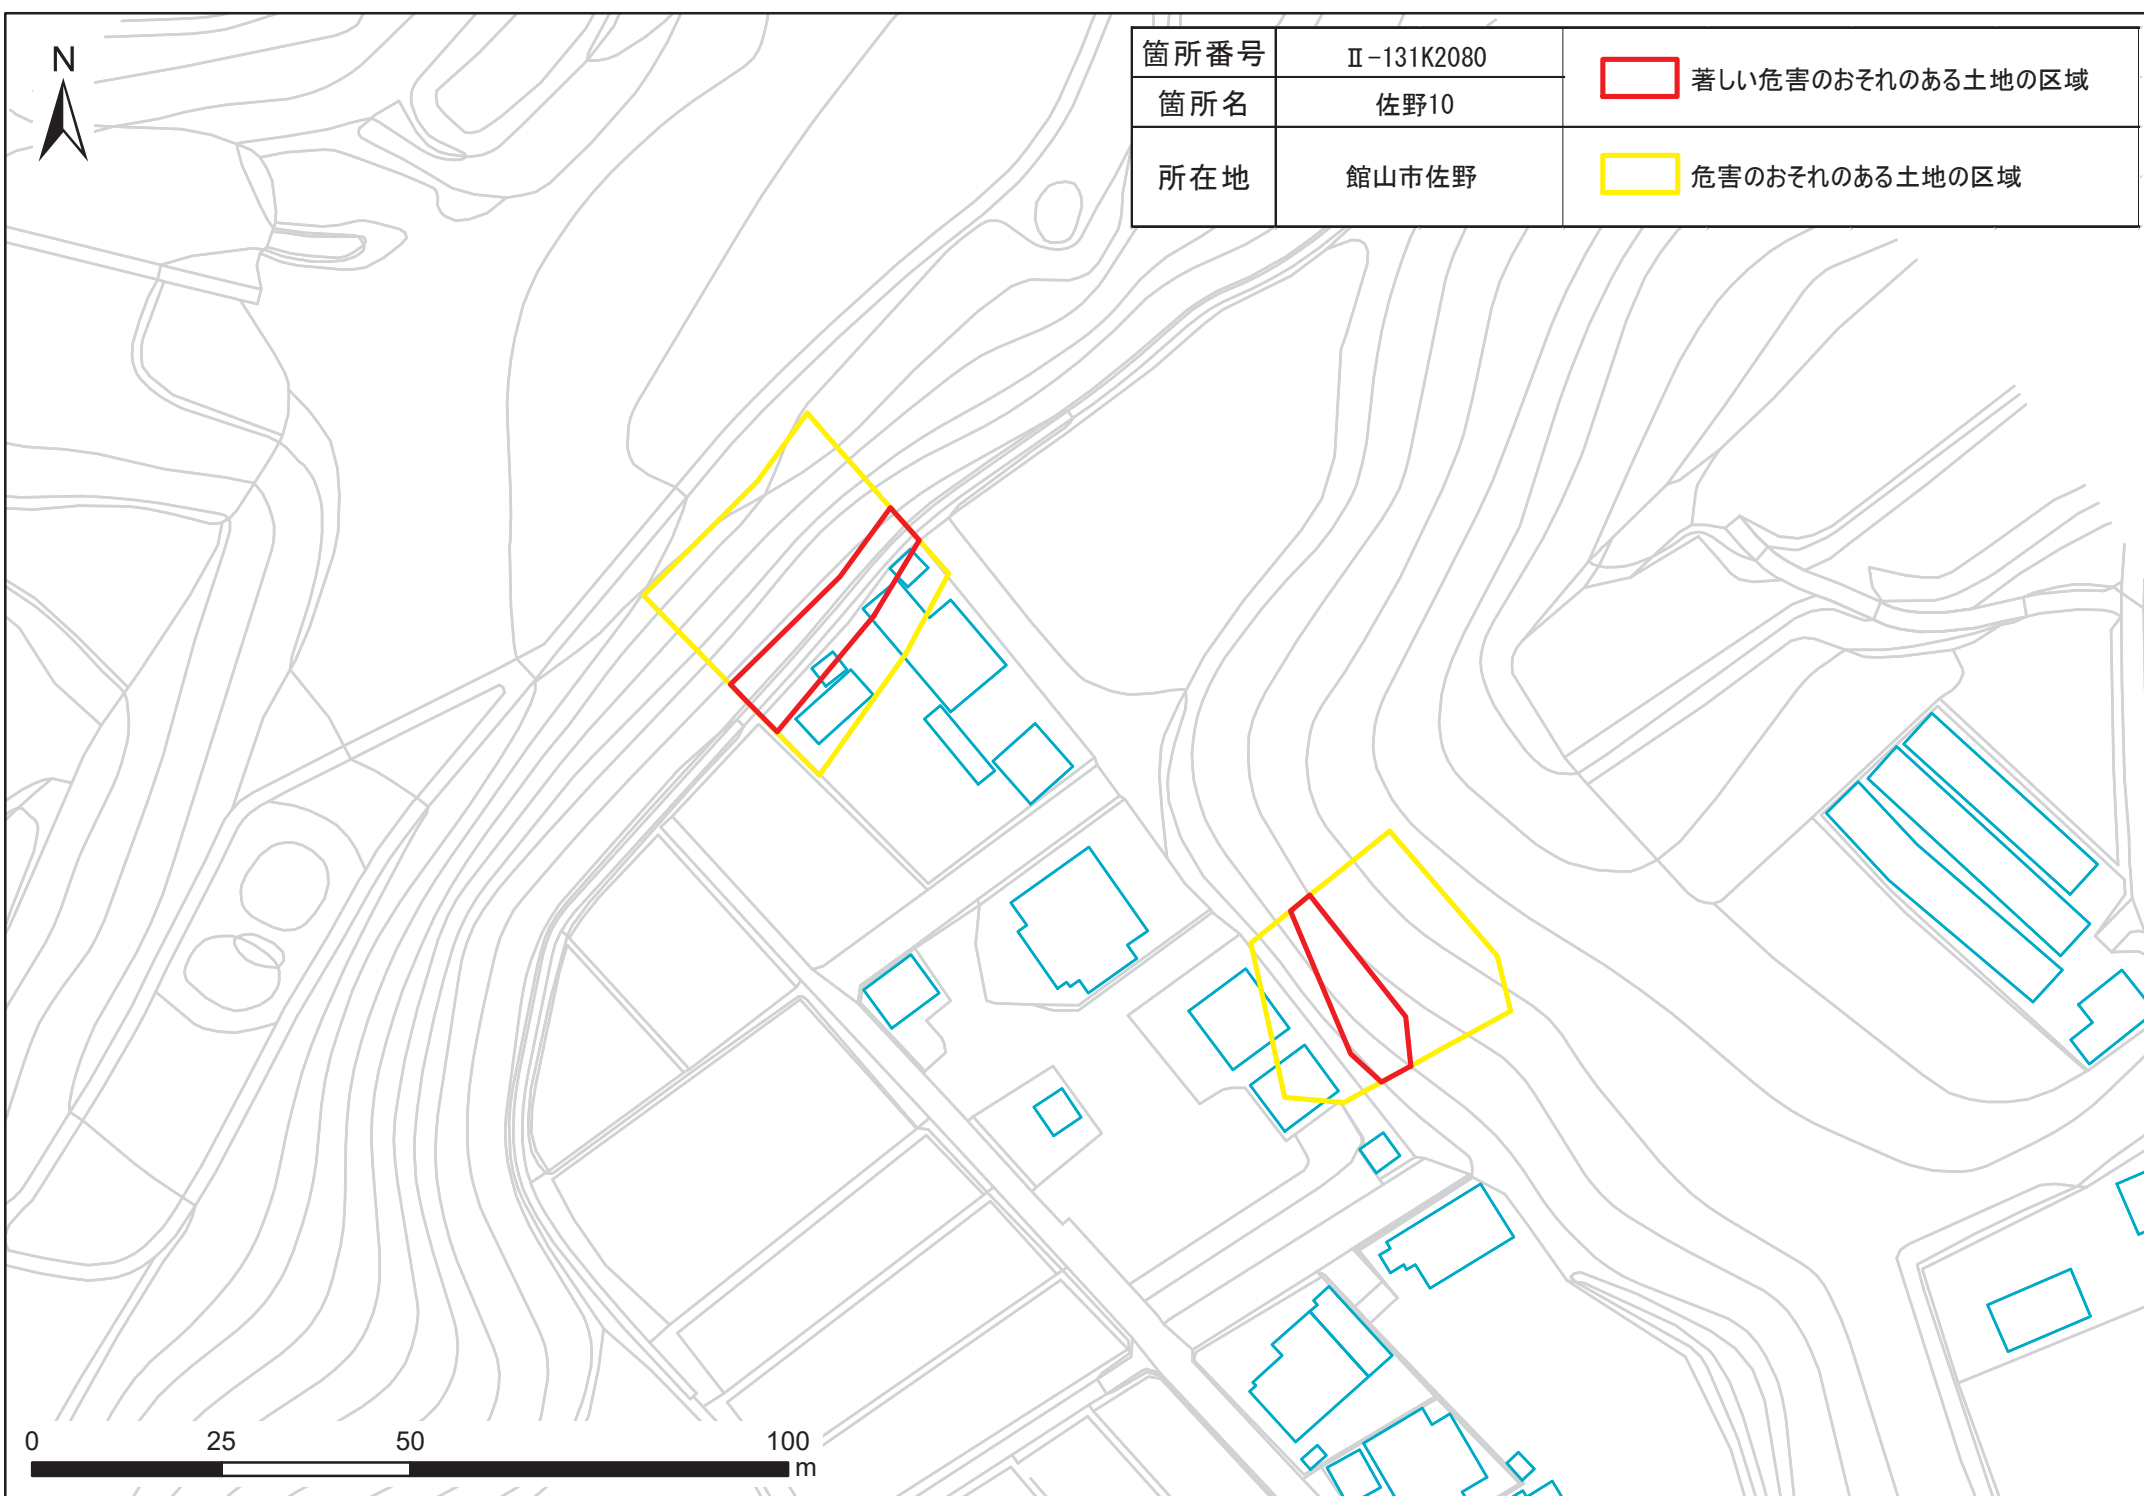 N
箇所番号 Ⅱ-131K2080
箇所名 佐野10
所在地 館山市佐野
著しい危害のおそれのある土地の区域
危害のおそれのある土地の区域
0 25 50 100
m